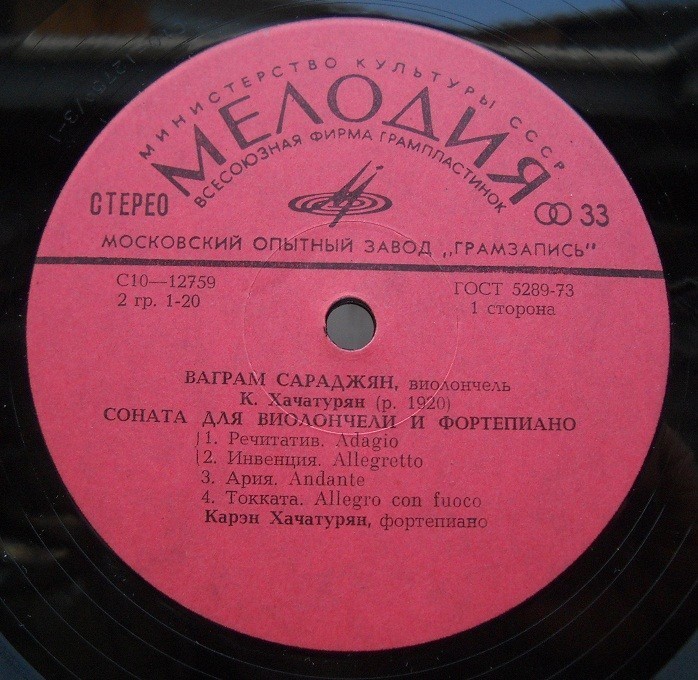 МИНИСТЕРСТВО КУЛЬТУРЫ СССР
МЕЛОДИЯ
ВСЕСОЮЗНАЯ ФИРМА ГРАМПЛАСТИНОК
СТЕРЕО
33
МОСКОВСКИЙ ОПЫТНЫЙ ЗАВОД „ГРАМЗАПИСЬ"
С10—12759
ГОСТ 5289-73
2 гр. 1-20
1 сторона
ВАГРАМ САРАДЖЯН, виолончель
К. Хачатурян (р. 1920)
СОНАТА ДЛЯ ВИОЛОНЧЕЛИ И ФОРТЕПИАНО
1. Речитатив. Adagio
2. Инвенция. Allegretto
3. Ария. Andante
4. Токката. Allegro con fuoco
Карэн Хачатурян, фортепиано